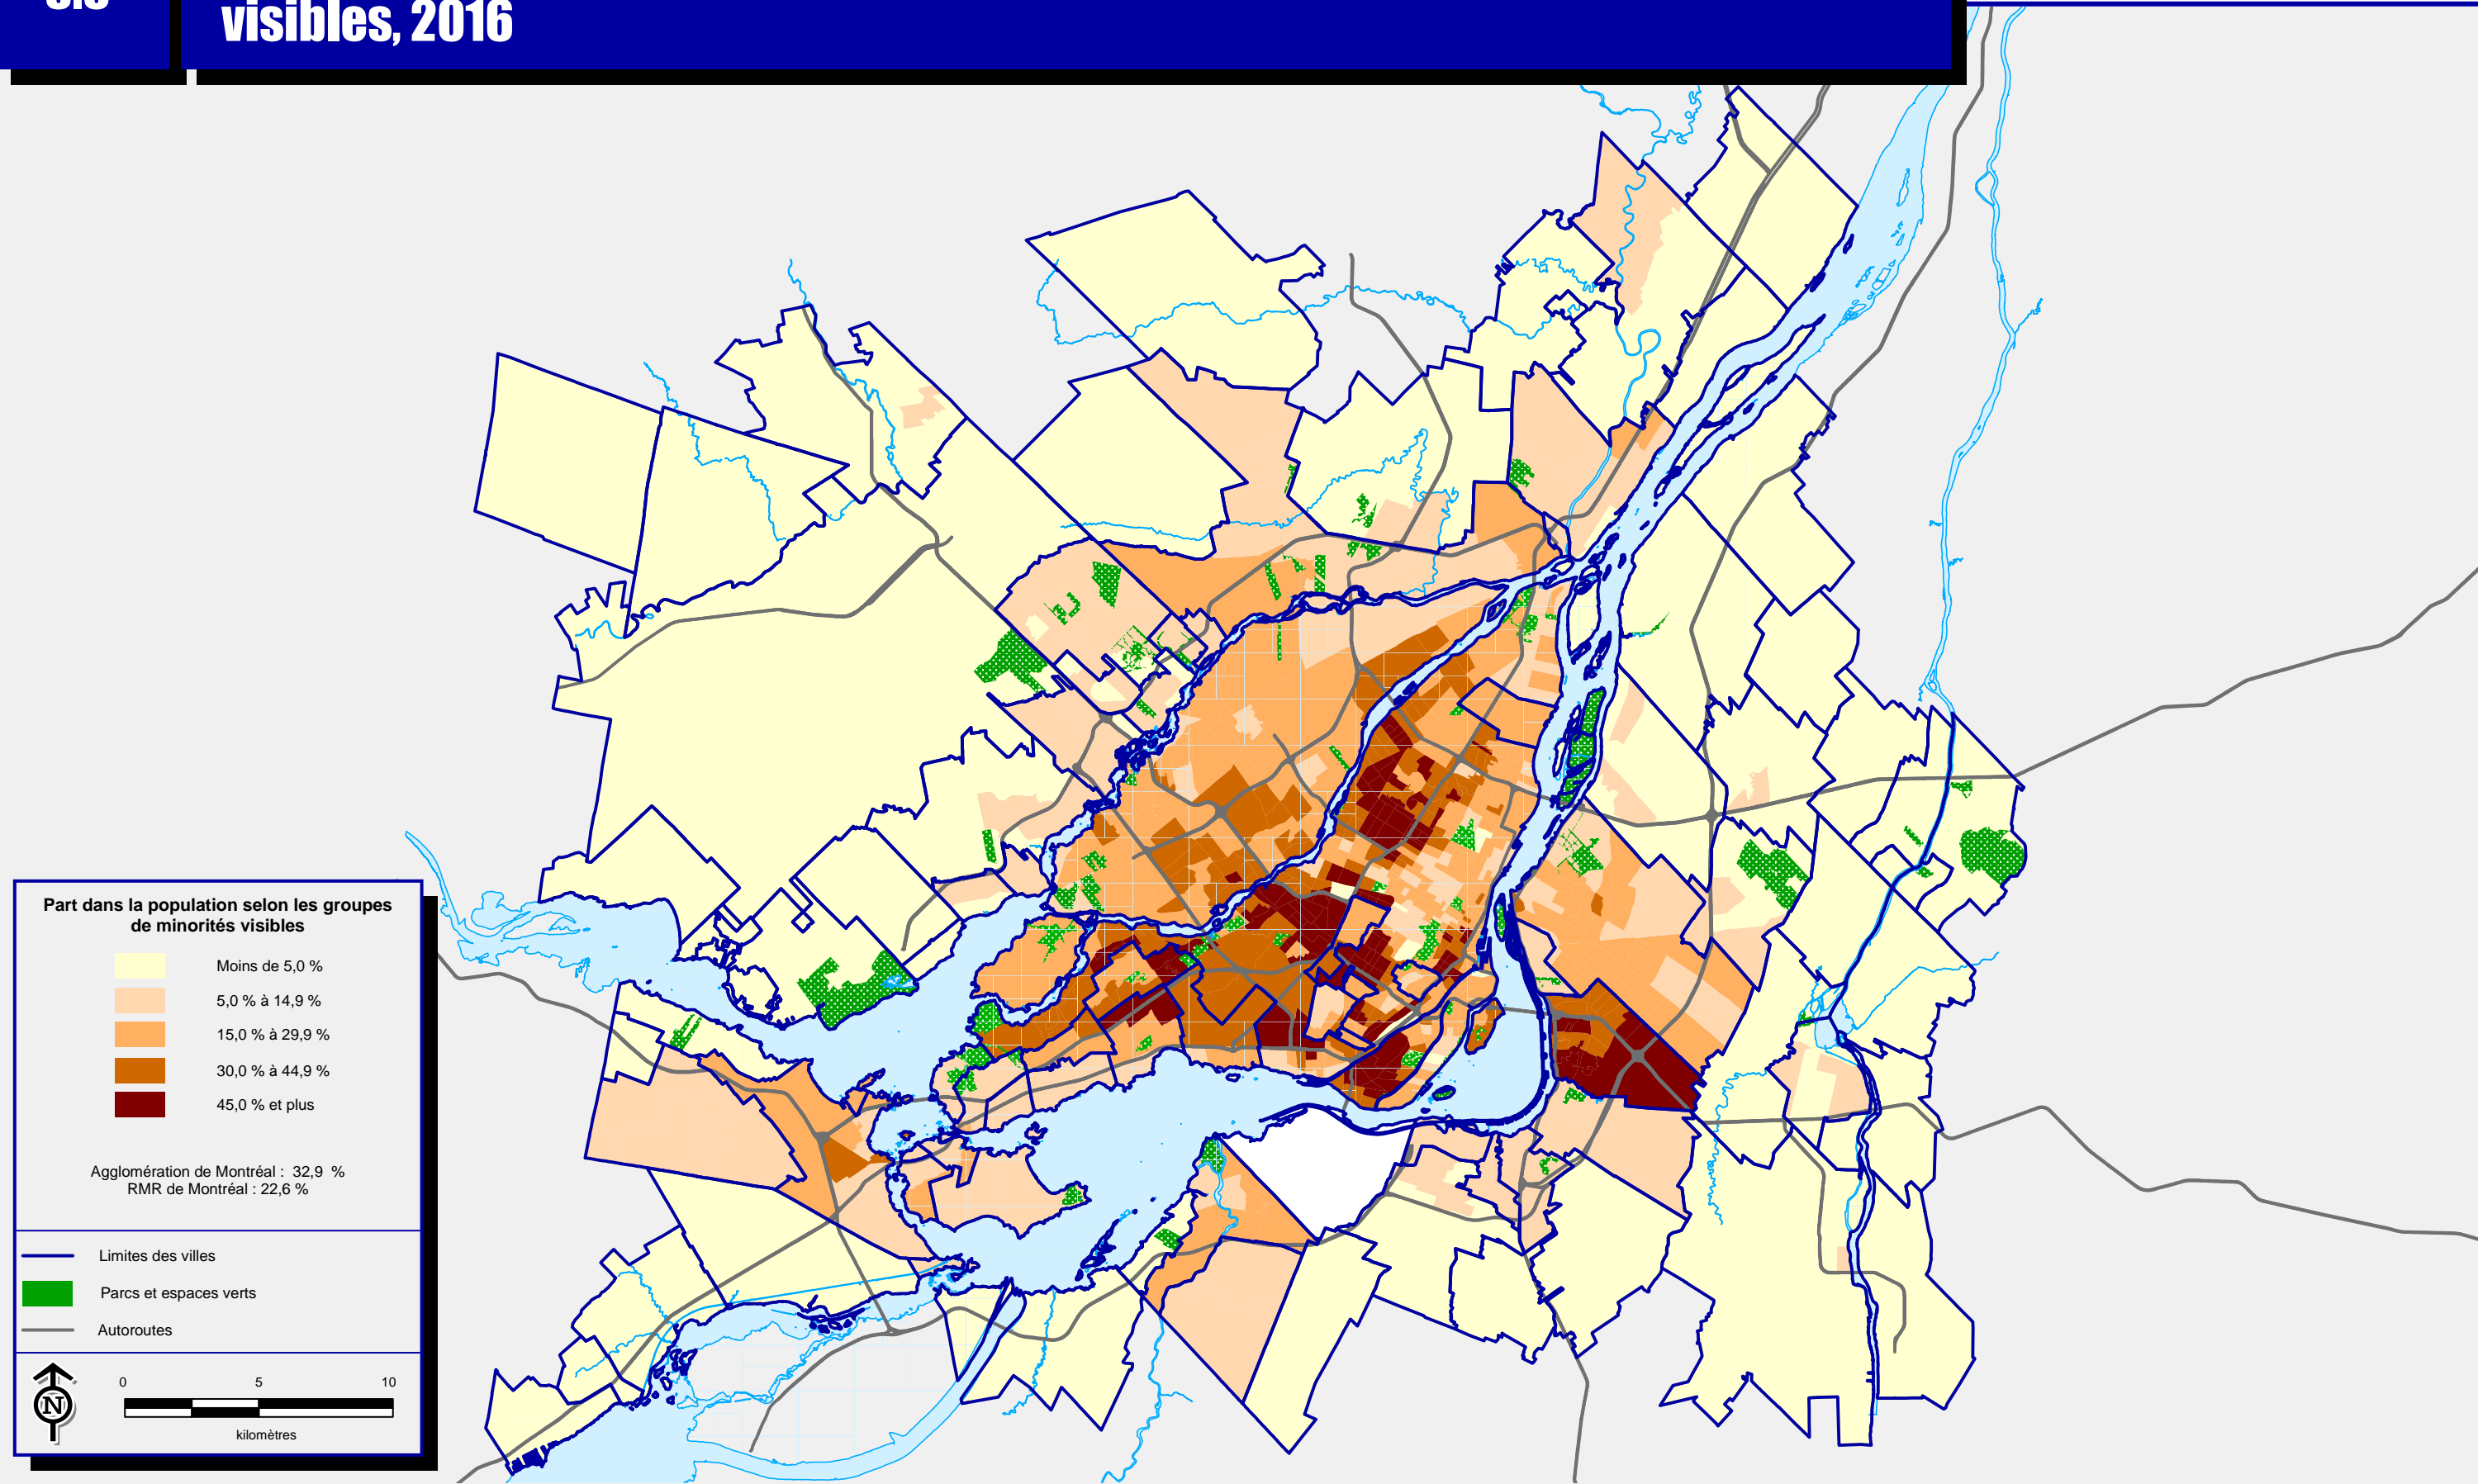 visibles, 2016
Part dans la population selon les groupes
de minorités visibles
Moins de 5,0 %
5,0 % à 14,9 %
15,0 % à 29,9 %
30,0 % à 44,9 %
45,0 % et plus
Agglomération de Montréal : 32,9 %
RMR de Montréal : 22,6 %
Limites des villes
Parcs et espaces verts
Autoroutes
N
0 5 10
kilomètres